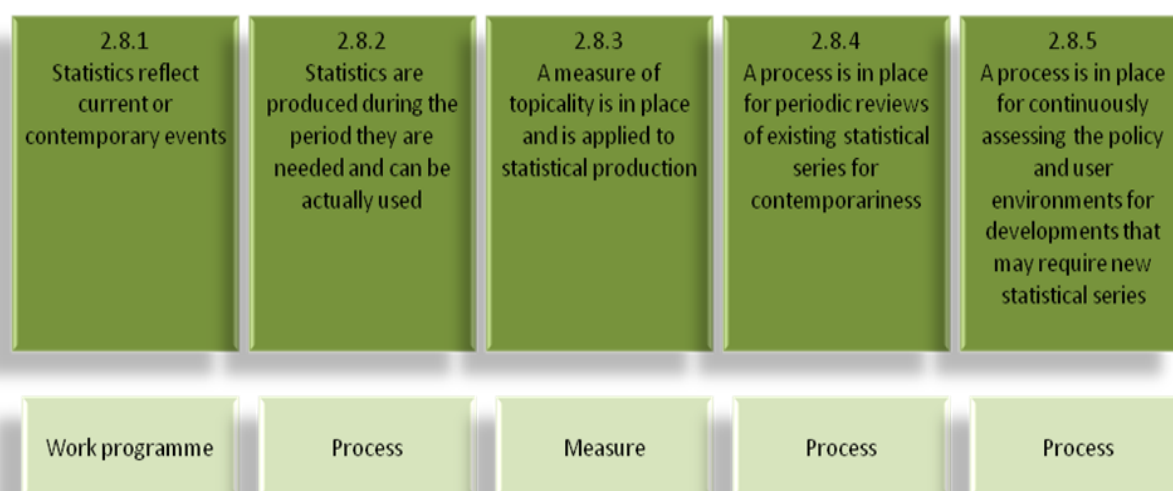 2.8.1
Statistics reflect
current or
contemporary events
2.8.2
Statistics are
produced during the
period they are
needed and can be
actually used
2.8.3
A measure of
topicality is in place
and is applied to
statistical production
2.8.4
A process is in place
for periodic reviews
of existing statistical
series for
contemporariness
2.8.5
A process is in place
for continuously
assessing the policy
and user
environments for
developments that
may require new
statistical series
Work programme
Process
Measure
Process
Process